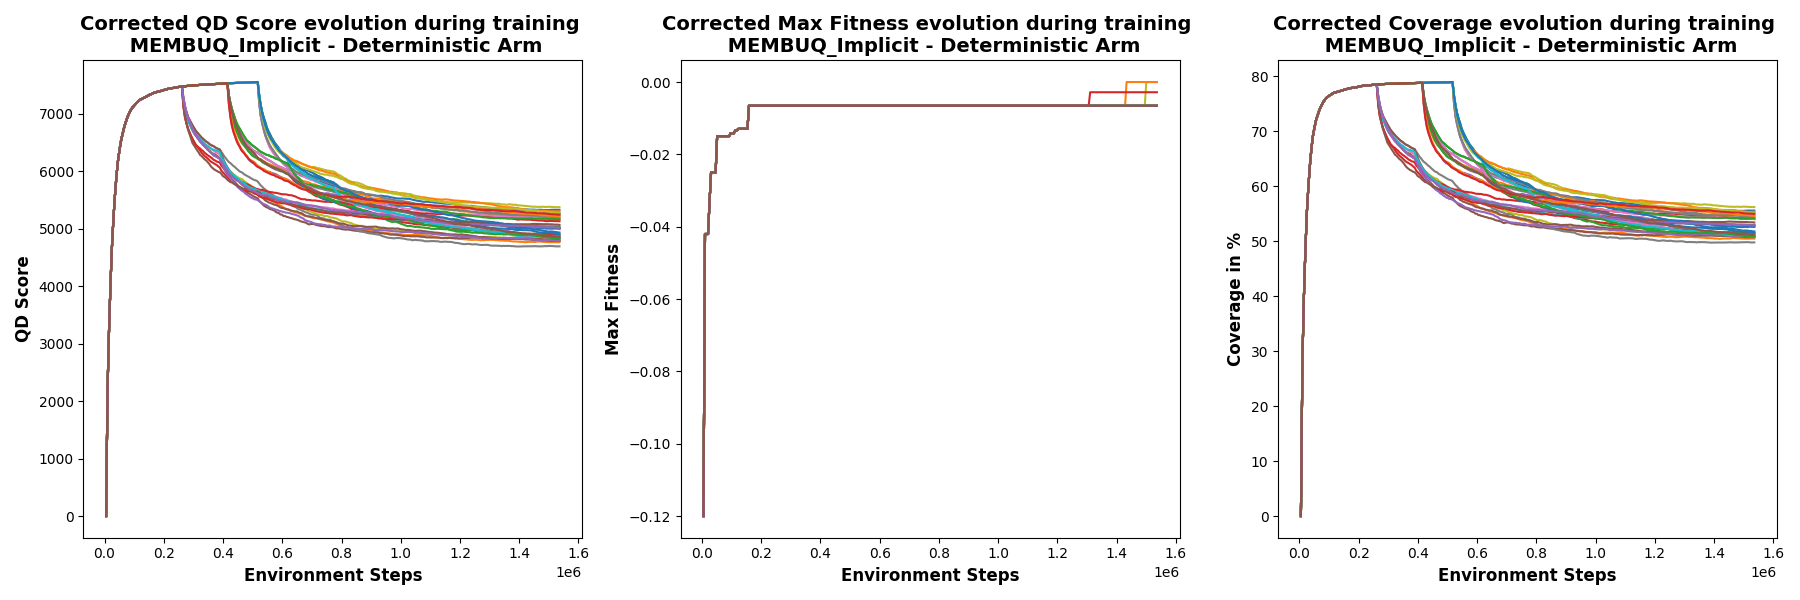 Corrected QD Score evolution during training
MEMBUQ_Implicit - Deterministic Arm
QD Score
7000
6000
5000
4000
3000
2000
1000
0
0.0 0.2 0.4 0.6 0.8 1.0 1.2 1.4 1.6
1e6
Environment Steps
Corrected Max Fitness evolution during training
MEMBUQ_Implicit - Deterministic Arm
Max Fitness
0.00
−0.02
−0.04
−0.06
−0.08
−0.10
−0.12
0.0 0.2 0.4 0.6 0.8 1.0 1.2 1.4 1.6
1e6
Environment Steps
Corrected Coverage evolution during training
MEMBUQ_Implicit - Deterministic Arm
Coverage in %
80
70
60
50
40
30
20
10
0
0.0 0.2 0.4 0.6 0.8 1.0 1.2 1.4 1.6
1e6
Environment Steps